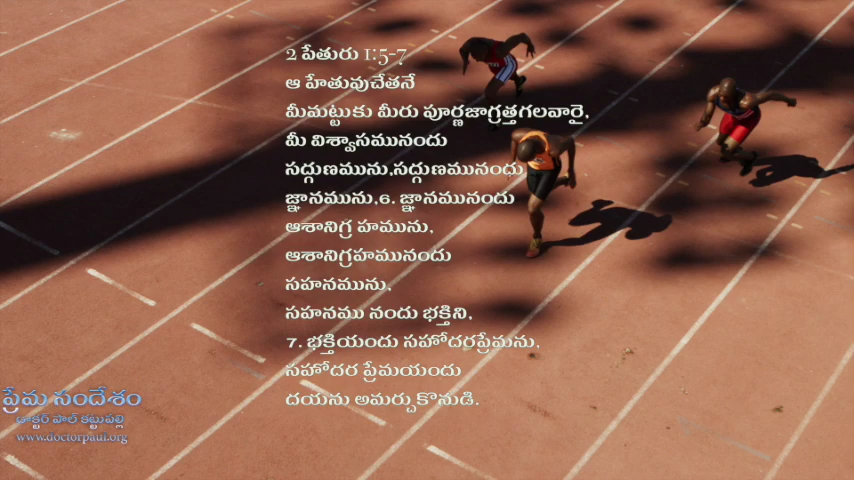 2 పేతురు 1:5-7
ఆ హేతువుచేతనే
మీమట్టుకు మీరు పూర్ణజాగ్రత్తగలవారై,
మీ విశ్వాసమునందు
సద్గుణమును,సద్గుణమునందు
జ్ఞానమును,6. జ్ఞానమునందు
ఆశానిగ్ర హమును,
ఆశానిగ్రహమునందు
సహనమును,
సహనము నందు భక్తిని,
7. భక్తియందు సహోదరప్రేమను,
సహోదర ప్రేమయందు
దయను అమర్చుకొనుడి.
ప్రేమ సందేశం
డాక్టర్ పాల్ కట్టుపల్లి
www.doctorpaul.org